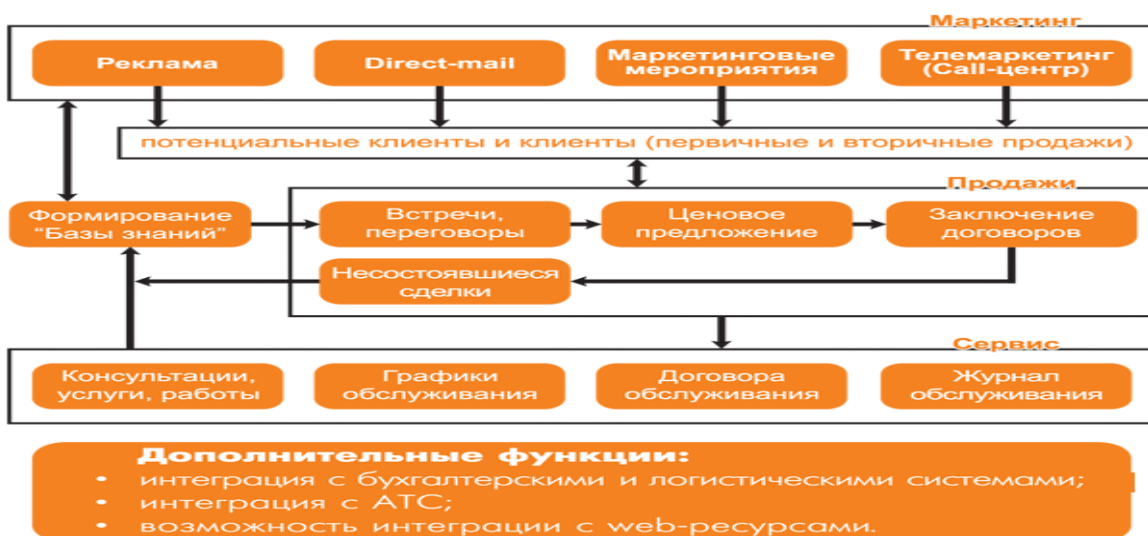 Маркетинг
Реклама
Direct-mail
Маркетинговые
мероприятия
Телемаркетинг
(Call-центр)
потенциальные клиенты и клиенты (первичные и вторичные продажи)
Продажи
Формирование
“Базы знаний”
Встречи,
переговоры
Ценовое
предложение
Заключение
договоров
Несостоявшиеся
сделки
Сервис
Консультации,
услуги, работы
Графики
обслуживания
Договора
обслуживания
Журнал
обслуживания
Дополнительные функции:
• интеграция с бухгалтерскими и логистическими системами;
• интеграция с АТС;
• возможность интеграции с web-ресурсами.